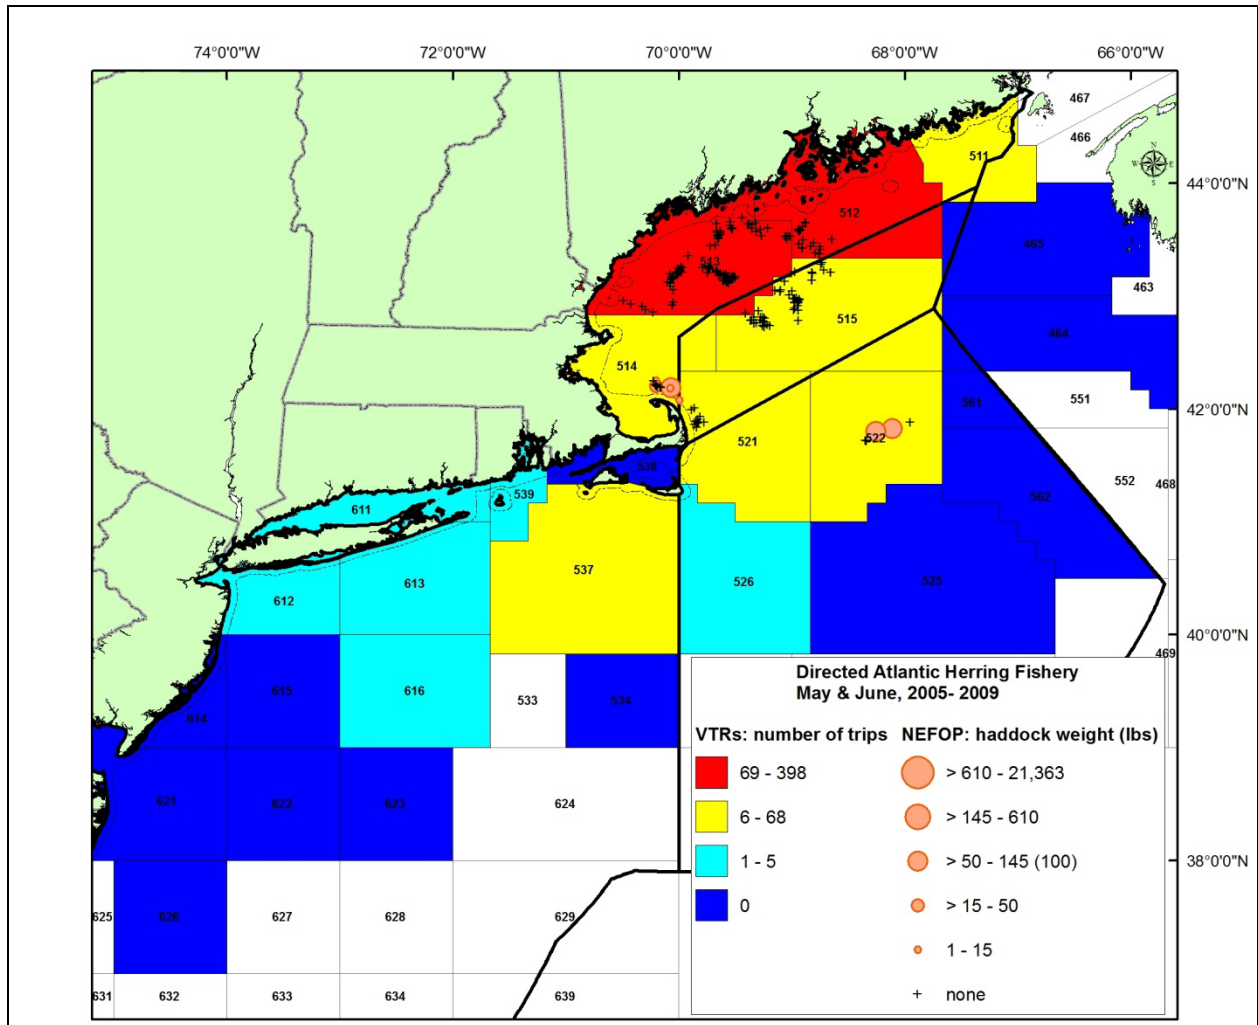 74°0'0"W 72°0'0"W 70°0'0"W 68°0'0"W 66°0'0"W
467
466
511
N
W E
S
44°0'0"N
512
465
513
463
515
464
514
42°0'0"N
561
551
521
522
538
552
468
539
562
611
537
613
526
525
612
40°0'0"N
469
615
616
533
534
614
621
622
623
624
38°0'0"N
625
626
627
628
629
631
632
633
634
639
Directed Atlantic Herring Fishery
May & June, 2005- 2009
VTRs: number of trips NEFOP: haddock weight (lbs)
69 - 398 > 610 - 21,363
6 - 68 > 145 - 610
1 - 5 > 50 - 145 (100)
0 > 15 - 50
1 - 15
none